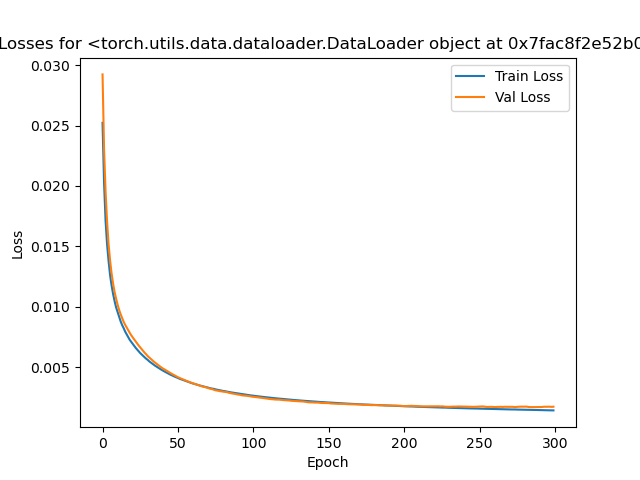 Losses for <torch.utils.data.dataloader.DataLoader object at 0x7fac8f2e52b0
0.030
0.025
0.020
0.015
0.010
0.005
Loss
Train Loss
Val Loss
0 50 100 150 200 250 300
Epoch